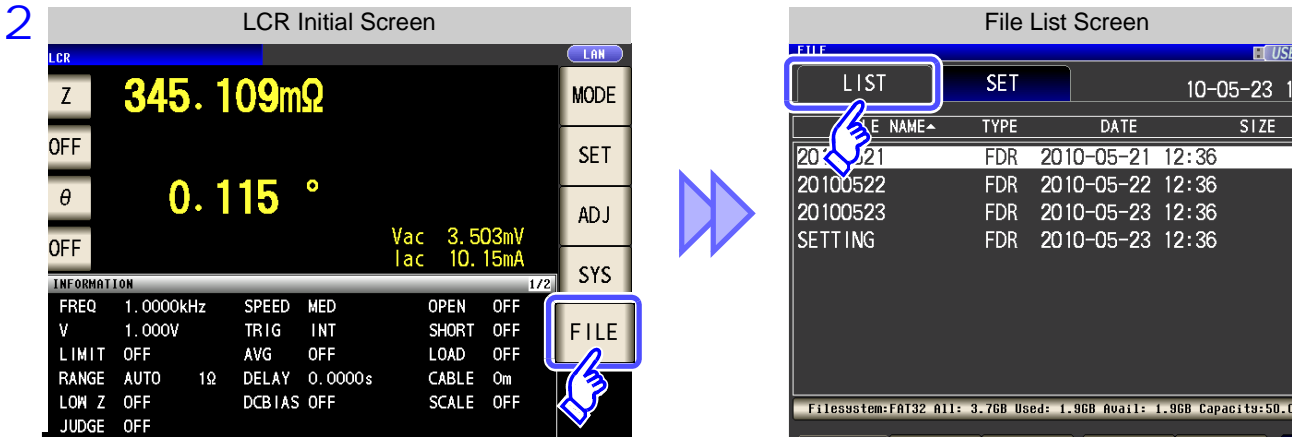 2
LCR Initial Screen
LCR
LAN
Z 345.109mΩ
MODE
OFF
SET
θ 0.115 °
ADJ
OFF
Vac 3.503mV
Iac 10.15mA
SYS
INFORMATION 1/2
FREQ 1.0000kHz SPEED MED OPEN OFF
V 1.000V TRIG INT SHORT OFF
FILE
LIMIT OFF AVG OFF LOAD OFF
RANGE AUTO 1Ω DELAY 0.0000s CABLE 0m
LOW Z OFF DCBIAS OFF SCALE OFF
JUDGE OFF
File List Screen
FILE
LIST SET 10-05-23 1
NAME TYPE DATE SIZE
FDR 2010-05-21 12:36
20100522 FDR 2010-05-22 12:36
20100523 FDR 2010-05-23 12:36
SETTING FDR 2010-05-23 12:36
Filesystem:FAT32 All: 3.7GB Used: 1.9GB Avail: 1.9GB Capacity:50.0